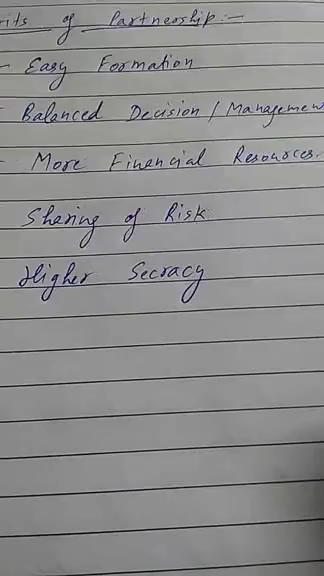 rits of Partnership:-
- Easy Formation
- Balanced Decision / Managemen
- More Financial Resources.
Sharing of Risk
Higher Secracy